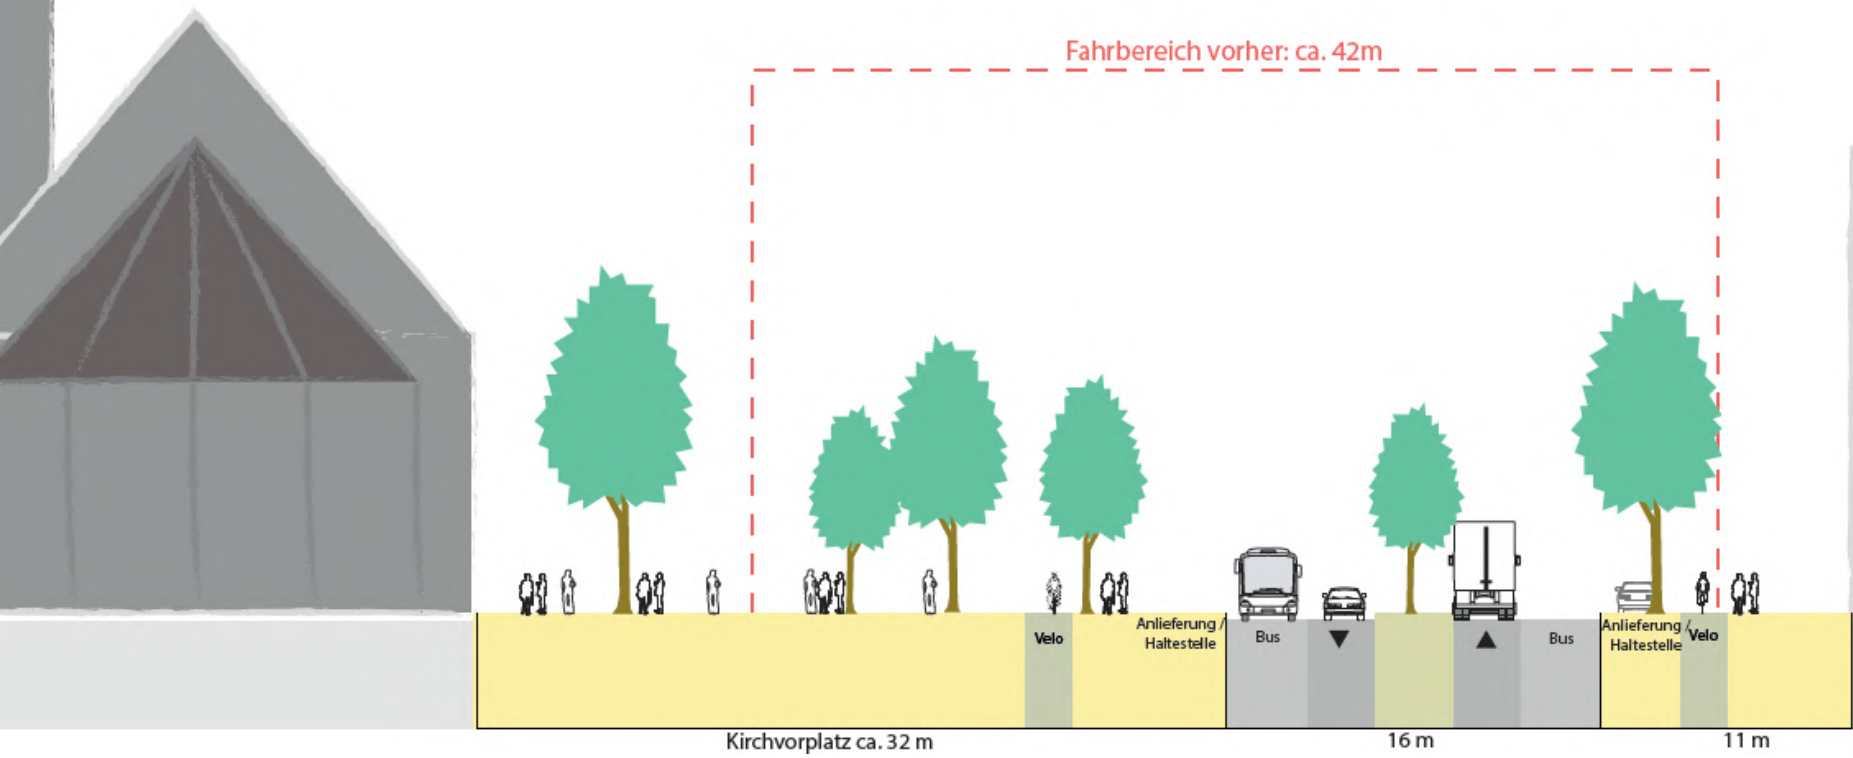 Fahrbereich vorher: ca. 42m
Velo
Anlieferung /
Haltestelle
Bus
Bus
Anlieferung /
Haltestelle
Velo
Kirchvorplatz ca. 32 m
16 m
11 m